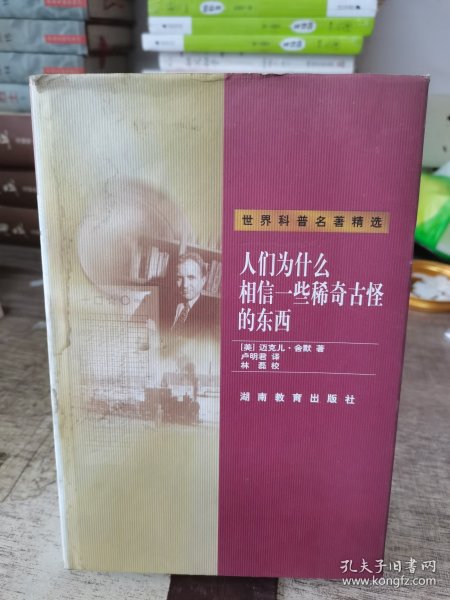 世界科普名著精选
人们为什么
相信一些稀奇古怪
的东西
[美] 迈克儿·舍默 著
卢明君 译
林磊 校
湖南教育出版社
孔夫子旧书网
www.kongfz.com